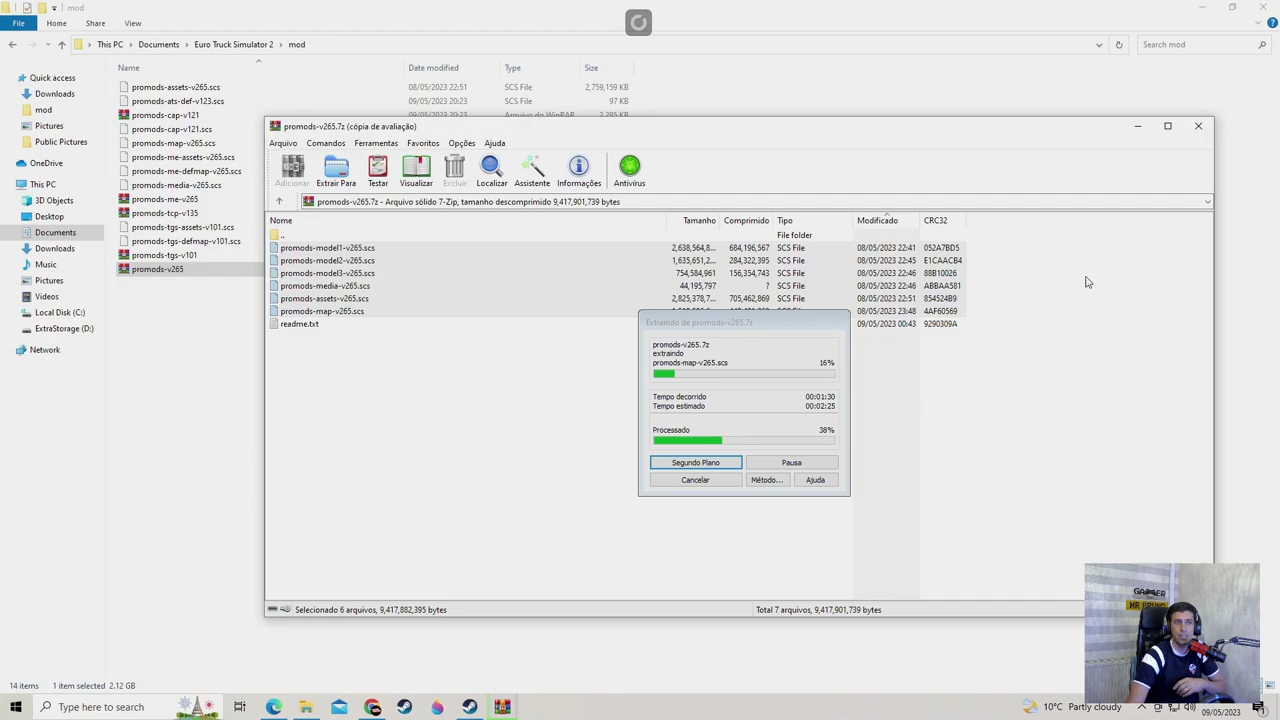 mod
File Home Share View
This PC Documents Euro Truck Simulator 2 mod
Search mod
Name Date modified Type Size
Quick access
Downloads
mod
Pictures
Public Pictures
OneDrive
This PC
3D Objects
Desktop
Documents
Downloads
Music
Pictures
Videos
Local Disk (C:)
ExtraStorage (D:)
Network
promods-assets-v265.scs 08/05/2023 22:51 SCS File 2,759,159 KB
promods-ats-def-v123.scs 09/05/2023 20:23 SCS File 97 KB
promods-cap-v121 09/05/2023 20:23 Arquivo do WinRAR 2,285 KB
promods-cap-v121.scs
promods-map-v265.scs
promods-me-assets-v265.scs
promods-me-defmap-v265.scs
promods-media-v265.scs
promods-me-v265
promods-tcp-v135
promods-tgs-assets-v101.scs
promods-tgs-defmap-v101.scs
promods-tgs-v101
promods-v265
promods-v265.7z (cópia de avaliação)
Arquivo Comandos Ferramentas Favoritos Opções Ajuda
Adicionar Extrair Para Testar Visualizar Excluir Localizar Assistente Informações Antivírus
promods-v265.7z - Arquivo sólido 7-Zip, tamanho descomprimido 9,417,901,739 bytes
Name Tamanho Comprimido Tipo Modificado CRC32
.. File folder
promods-model1-v265.scs 2,638,564,8... 684,196,567 SCS File 08/05/2023 22:41 052A7BD5
promods-model2-v265.scs 1,635,651,2... 284,322,395 SCS File 08/05/2023 22:45 E1CAACB4
promods-model3-v265.scs 754,584,961 156,354,743 SCS File 08/05/2023 22:46 88B10026
promods-media-v265.scs 44,195,797 ? SCS File 08/05/2023 22:46 ABBAA581
promods-assets-v265.scs 2,825,378,7... 705,462,869 SCS File 08/05/2023 22:51 854524B9
promods-map-v265.scs 08/05/2023 23:48 4AF60569
readme.txt 09/05/2023 00:43 9290309A
Extraindo de promods-v265.7z
promods-v265.7z
extraindo
promods-map-v265.scs 16%
Tempo decorrido 00:01:30
Tempo estimado 00:02:25
Processado 38%
Segundo Plano Pausa
Cancelar Método... Ajuda
Selecionado 6 arquivos, 9,417,882,395 bytes Total 7 arquivos, 9,417,901,739 bytes
GAMER
MR BRUNO
14 items 1 item selected 2.12 GB
Type here to search
10°C Partly cloudy
09/05/2023